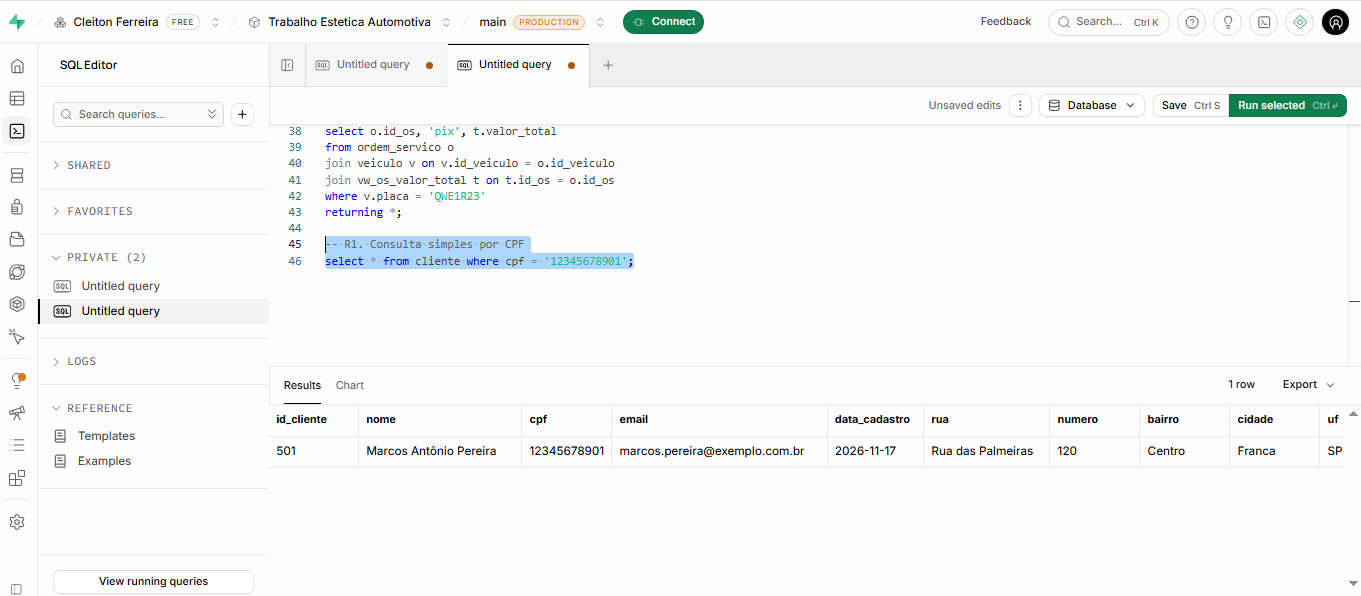 Cleiton Ferreira FREE / Trabalho Estetica Automotiva / main PRODUCTION Connect Feedback Search... Ctrl K
SQL Editor
SQL Untitled query
SQL Untitled query
Search queries...
Unsaved edits Database Save Ctrl S Run selected Ctrl ↵
SHARED
FAVORITES
PRIVATE (2)
SQL Untitled query
SQL Untitled query
LOGS
REFERENCE
Templates
Examples
View running queries
38 select o.id_os, 'pix', t.valor_total
39 from ordem_servico o
40 join veiculo v on v.id_veiculo = o.id_veiculo
41 join vw_os_valor_total t on t.id_os = o.id_os
42 where v.placa = 'QWE1R23'
43 returning *;
44
45 -- R1. Consulta simples por CPF
46 select * from cliente where cpf = '12345678901';
Results Chart 1 row Export
id_cliente nome cpf email data_cadastro rua numero bairro cidade uf
501 Marcos Antônio Pereira 12345678901 marcos.pereira@exemplo.com.br 2026-11-17 Rua das Palmeiras 120 Centro Franca SP